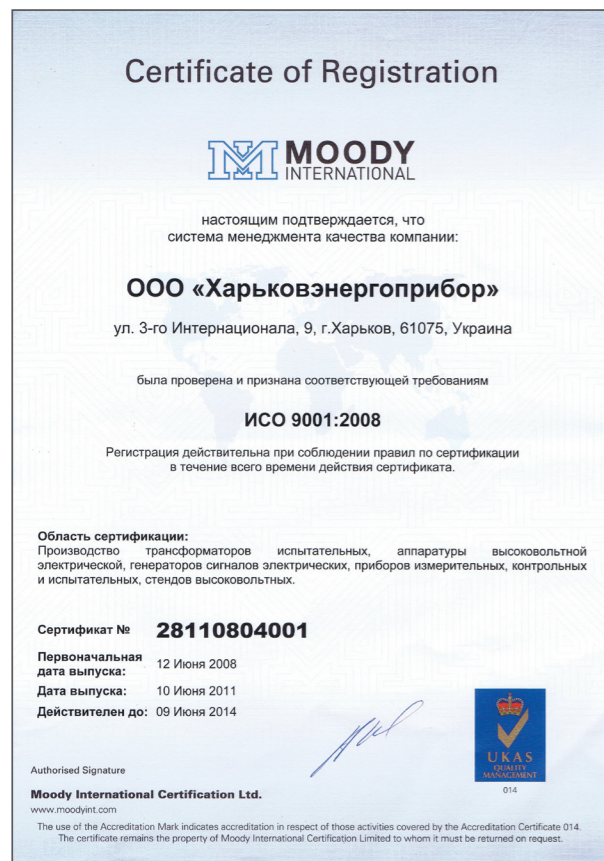 Certificate of Registration
MOODY
INTERNATIONAL
настоящим подтверждается, что
система менеджмента качества компании:
ООО «Харьковэнергоприбор»
ул. 3-го Интернационала, 9, г.Харьков, 61075, Украина
была проверена и признана соответствующей требованиям
ИСО 9001:2008
Регистрация действительна при соблюдении правил по сертификации
в течение всего времени действия сертификата.
Область сертификации:
Производство трансформаторов испытательных, аппаратуры высоковольтной
электрической, генераторов сигналов электрических, приборов измерительных, контрольных
и испытательных, стендов высоковольтных.
Сертификат № 28110804001
Первоначальная
дата выпуска: 12 Июня 2008
Дата выпуска: 10 Июня 2011
Действителен до: 09 Июня 2014
UKAS
QUALITY
MANAGEMENT
014
Authorised Signature
Moody International Certification Ltd.
www.moodyint.com
The use of the Accreditation Mark indicates accreditation in respect of those activities covered by the Accreditation Certificate 014.
The certificate remains the property of Moody International Certification Limited to whom it must be returned on request.